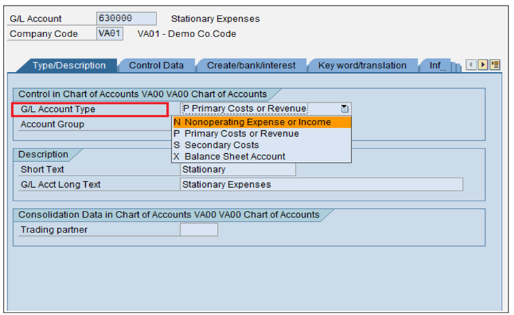 G/L Account 630000 Stationary Expenses
Company Code VA01 VA01 - Demo Co.Code
Type/Description Control Data Create/bank/interest Key word/translation Inf...
Control in Chart of Accounts VA00 VA00 Chart of Accounts
G/L Account Type P Primary Costs or Revenue
Account Group
N Nonoperating Expense or Income
P Primary Costs or Revenue
S Secondary Costs
X Balance Sheet Account
Description
Short Text Stationary
G/L Acct Long Text Stationary Expenses
Consolidation Data in Chart of Accounts VA00 VA00 Chart of Accounts
Trading partner